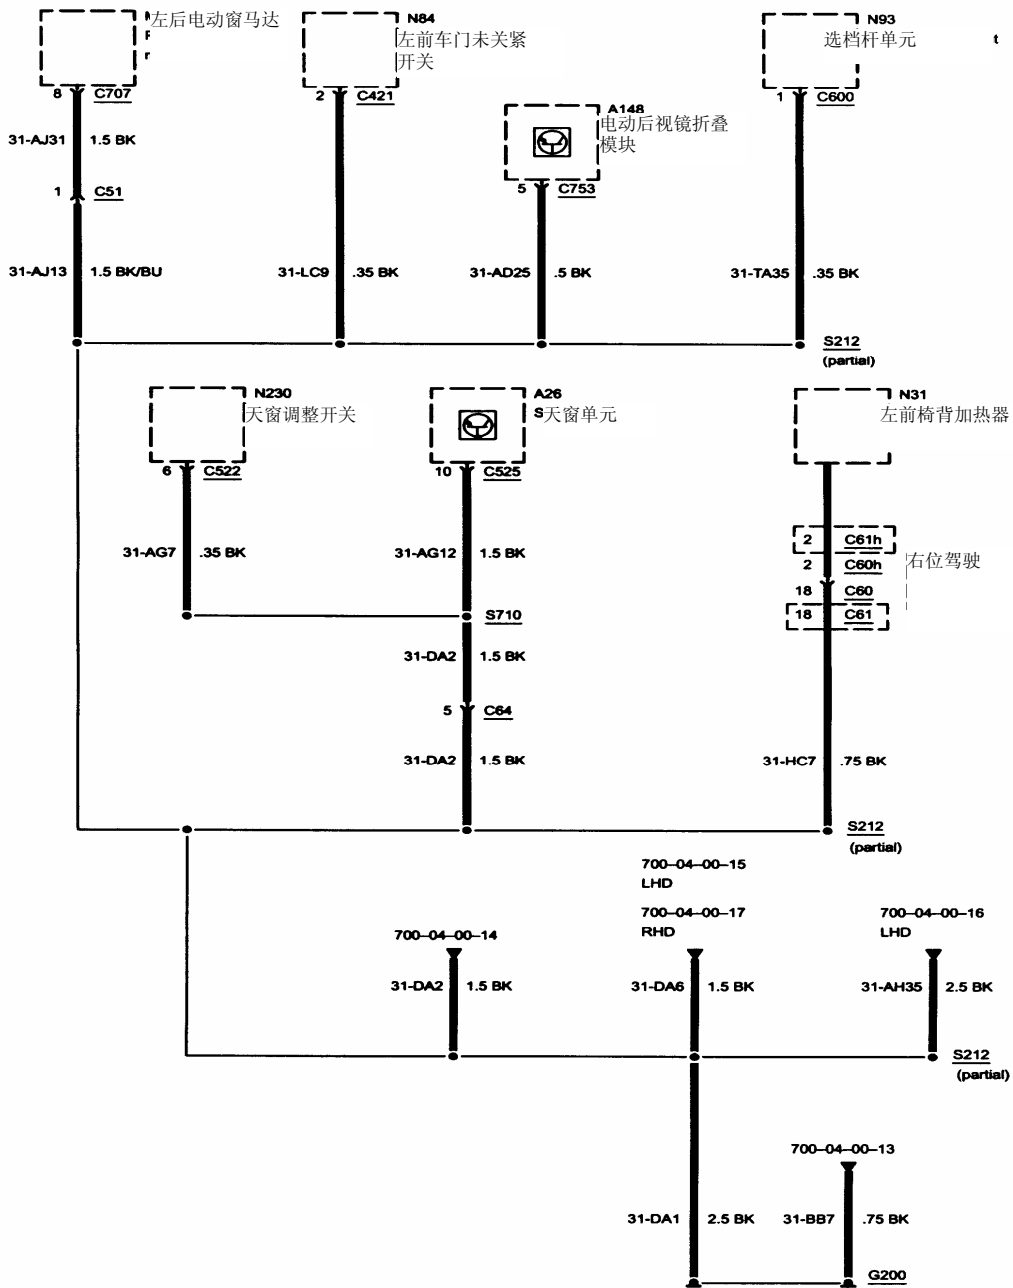 左后电动窗马达
N84
左前车门未关紧
开关
N93
选档杆单元
t
8 C707
2 C421
1 C600
A148
电动后视镜折叠
模块
31-AJ31 1.5 BK
1 C51
5 C753
31-AJ13 1.5 BK/BU
31-LC9 .35 BK
31-AD25 .5 BK
31-TA35 .35 BK
S212
(partial)
N230
天窗调整开关
A26
S天窗单元
N31
左前椅背加热器
6 C522
10 C525
31-AG7 .35 BK
31-AG12 1.5 BK
2 C61h
2 C60h
右位驾驶
18 C60
18 C61
S710
31-DA2 1.5 BK
5 C64
31-DA2 1.5 BK
31-HC7 .75 BK
S212
(partial)
700-04-00-15
LHD
700-04-00-17
RHD
700-04-00-16
LHD
700-04-00-14
31-DA2 1.5 BK
31-DA6 1.5 BK
31-AH35 2.5 BK
S212
(partial)
700-04-00-13
31-DA1 2.5 BK
31-BB7 .75 BK
G200